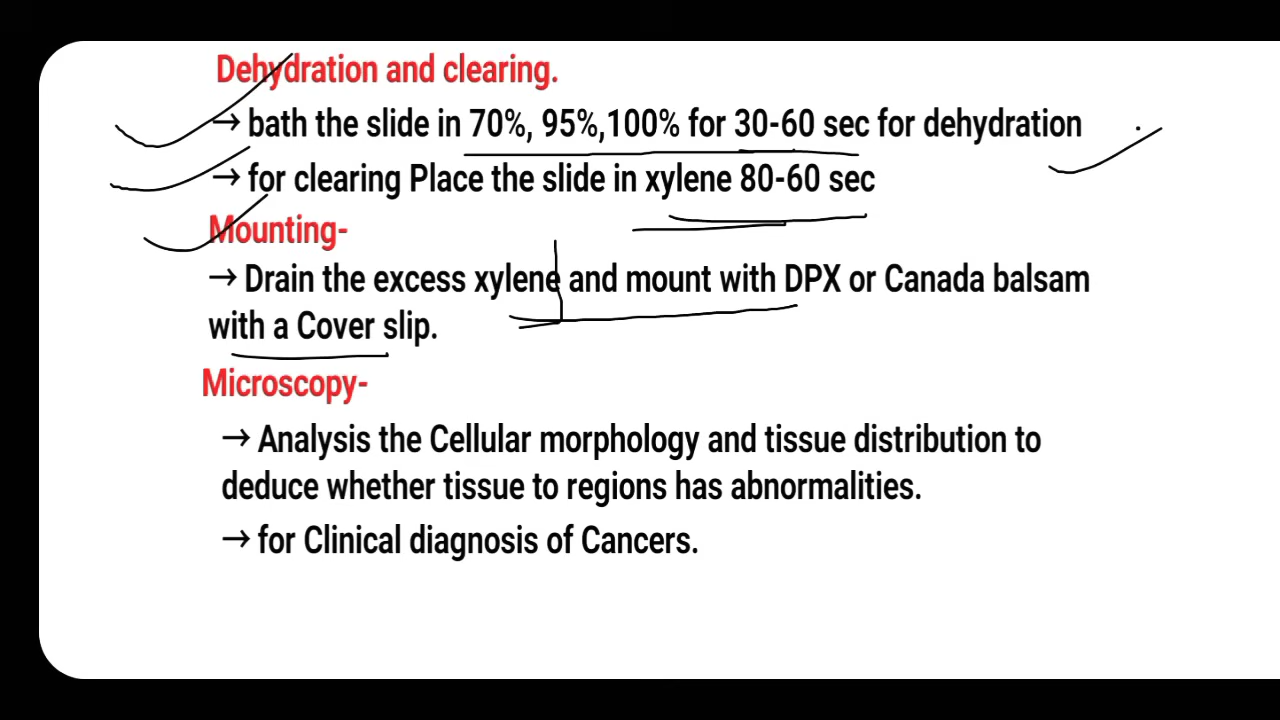 Dehydration and clearing.
→ bath the slide in 70%, 95%,100% for 30-60 sec for dehydration
→ for clearing Place the slide in xylene 80-60 sec
Mounting-
→ Drain the excess xylene and mount with DPX or Canada balsam
with a Cover slip.
Microscopy-
→ Analysis the Cellular morphology and tissue distribution to
deduce whether tissue to regions has abnormalities.
→ for Clinical diagnosis of Cancers.